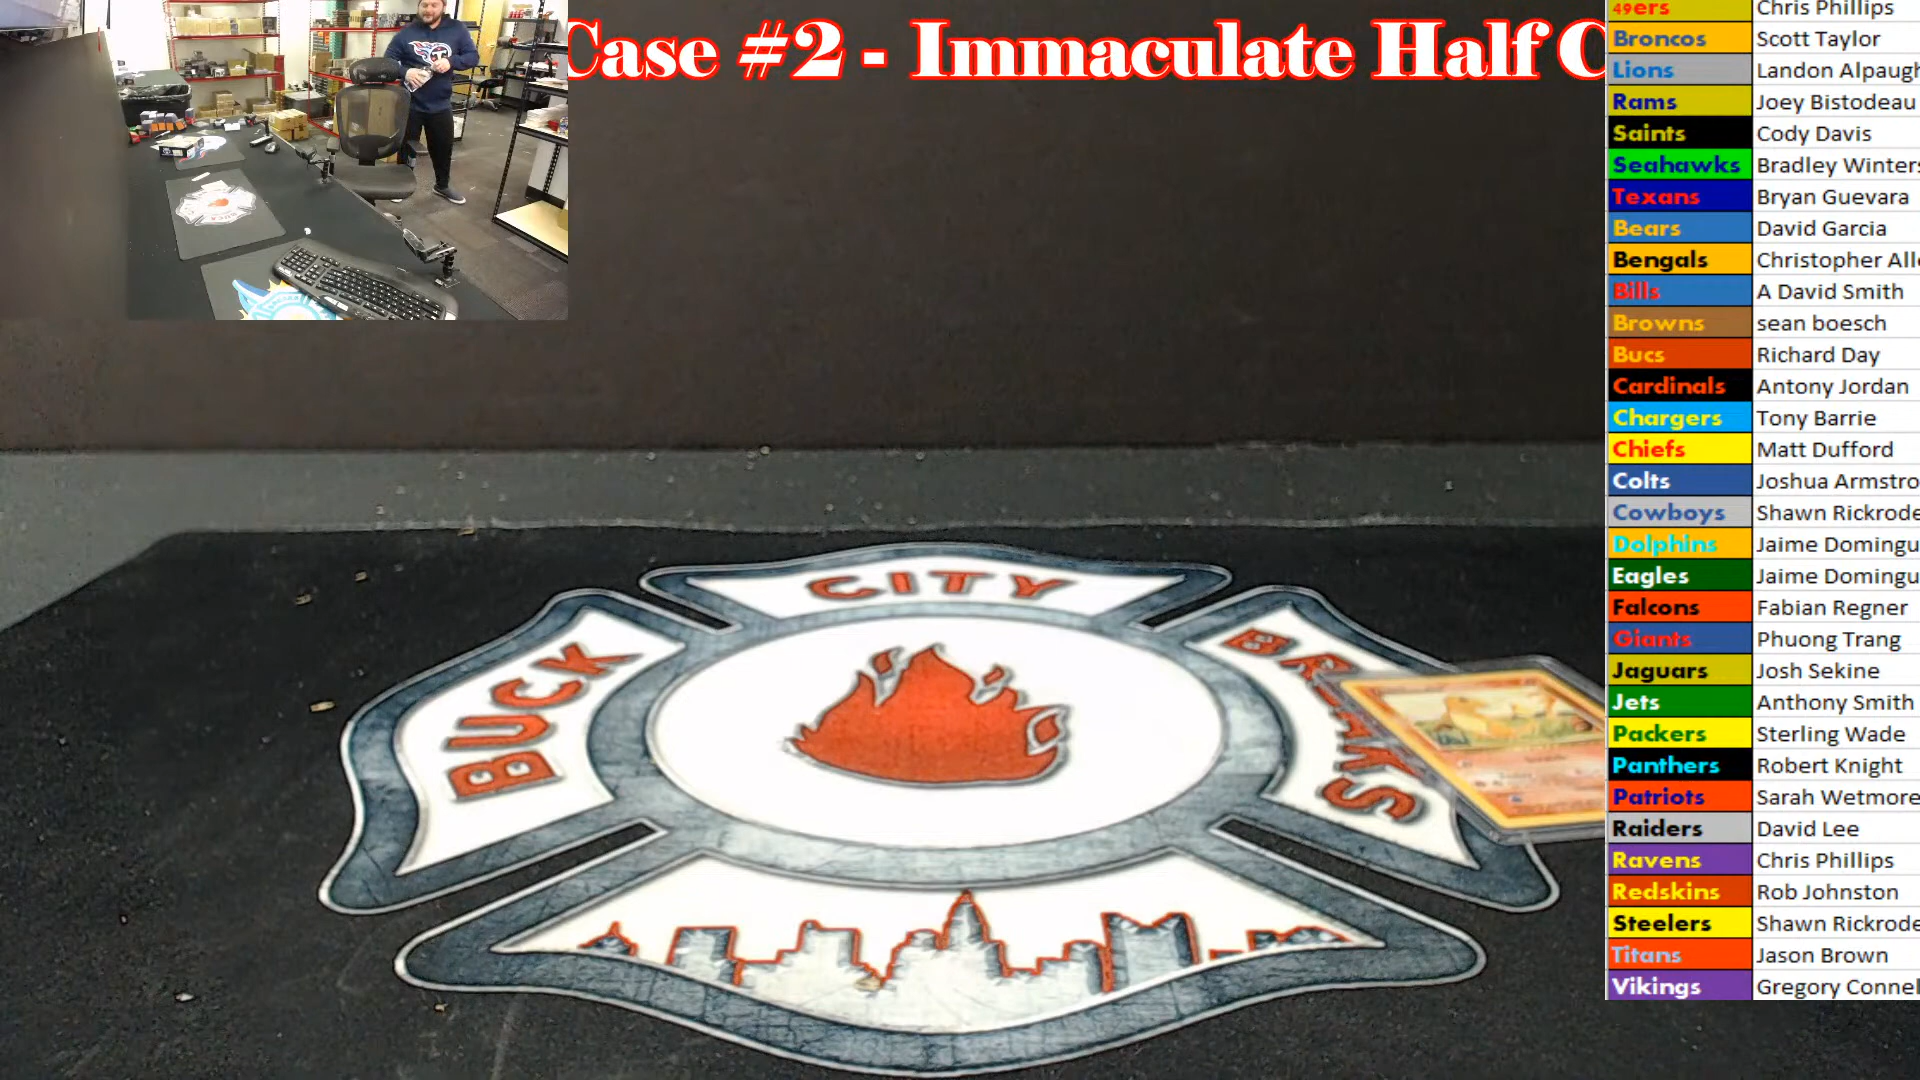 Case #2 - Immaculate Half C
49ers Chris Phillips
Broncos Scott Taylor
Lions Landon Alpaugh
Rams Joey Bistodeau
Saints Cody Davis
Seahawks Bradley Winters
Texans Bryan Guevara
Bears David Garcia
Bengals Christopher Alle
Bills A David Smith
Browns sean boesch
Bucs Richard Day
Cardinals Antony Jordan
Chargers Tony Barrie
Chiefs Matt Dufford
Colts Joshua Armstro
Cowboys Shawn Rickrode
Dolphins Jaime Domingu
Eagles Jaime Domingu
Falcons Fabian Regner
Giants Phuong Trang
Jaguars Josh Sekine
Jets Anthony Smith
Packers Sterling Wade
Panthers Robert Knight
Patriots Sarah Wetmore
Raiders David Lee
Ravens Chris Phillips
Redskins Rob Johnston
Steelers Shawn Rickrode
Titans Jason Brown
Vikings Gregory Connel
BUCK
CITY
BREAKS